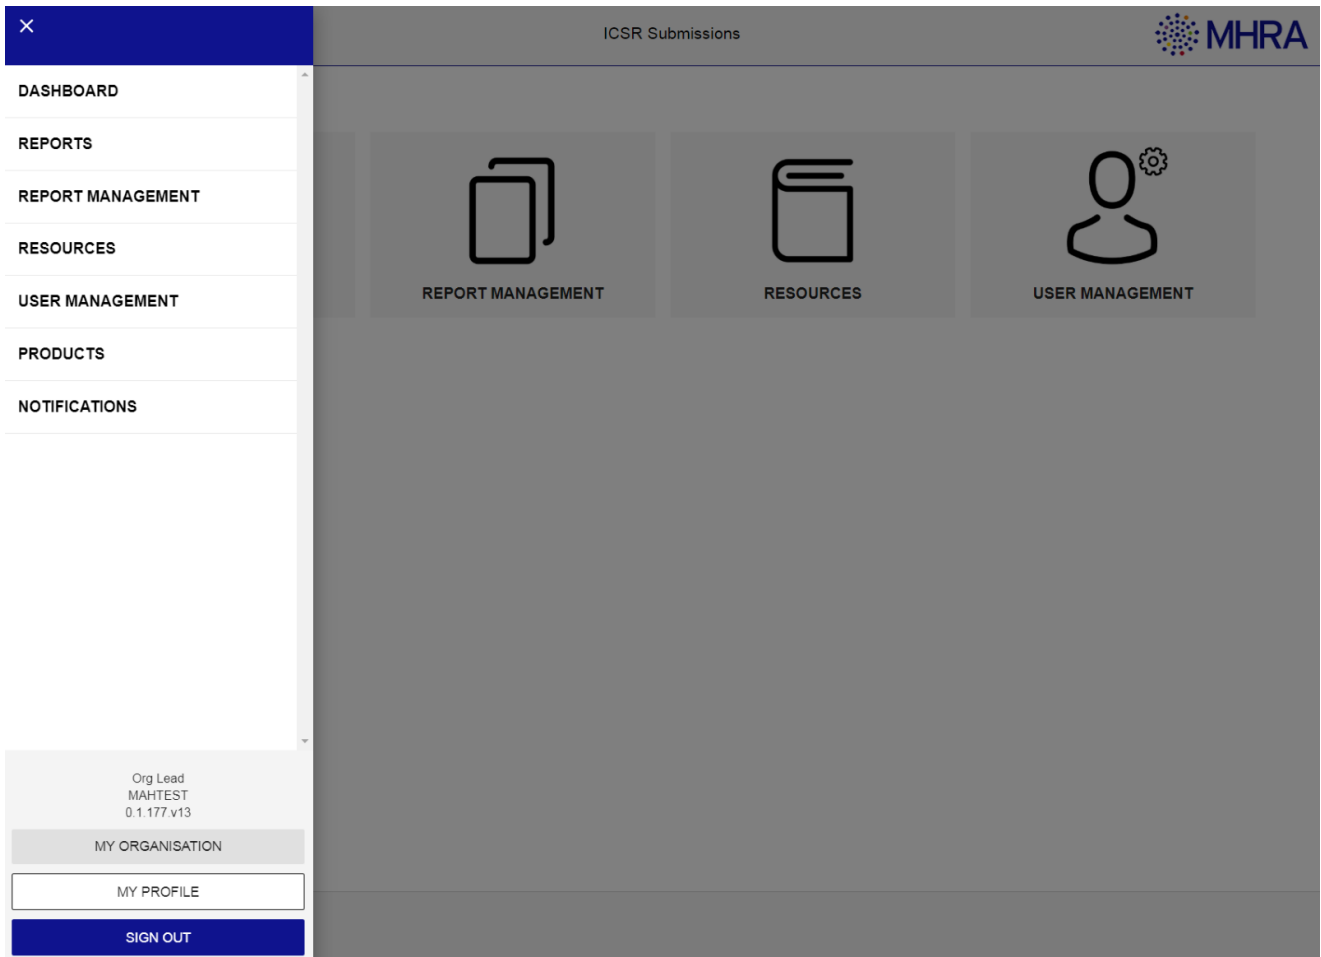 ICSR Submissions
MHRA
DASHBOARD
REPORTS
REPORT MANAGEMENT
RESOURCES
USER MANAGEMENT
PRODUCTS
NOTIFICATIONS
REPORT MANAGEMENT
RESOURCES
USER MANAGEMENT
Org Lead
MAHTEST
0.1.177.v13
MY ORGANISATION
MY PROFILE
SIGN OUT